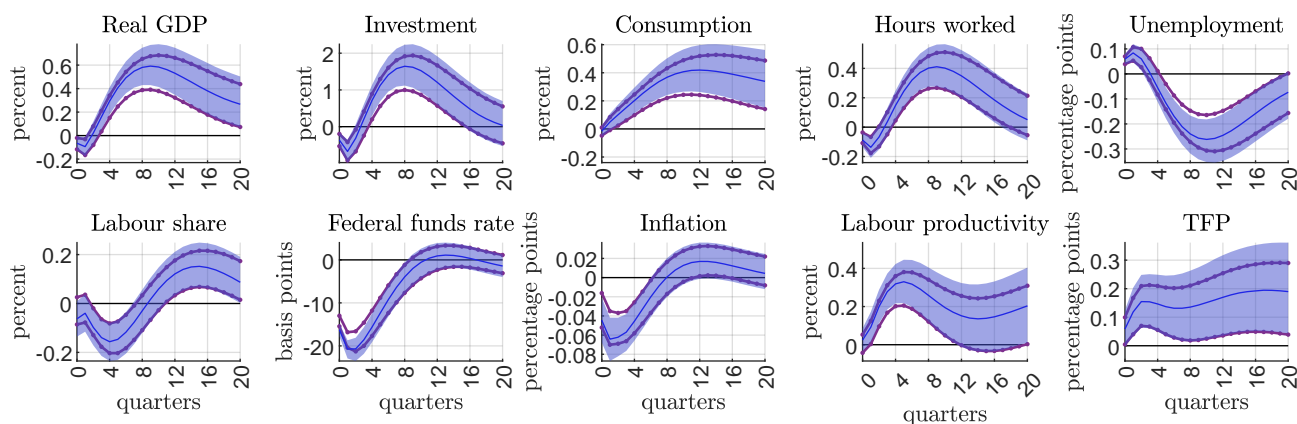 Real GDP
percent
0.6
0.4
0.2
0
-0.2
0 4 8 12 16 20
Investment
percent
2
1
0
0 4 8 12 16 20
Consumption
percent
0.6
0.4
0.2
0
-0.2
0 4 8 12 16 20
Hours worked
percent
0.4
0.2
0
-0.2
0 4 8 12 16 20
Unemployment
percentage points
0.1
0
-0.1
-0.2
-0.3
0 4 8 12 16 20
Labour share
percent
0.2
0
-0.2
0 4 8 12 16 20
quarters
Federal funds rate
basis points
0
-10
-20
0 4 8 12 16 20
quarters
Inflation
percentage points
0.02
0
-0.02
-0.04
-0.06
-0.08
0 4 8 12 16 20
quarters
Labour productivity
percent
0.4
0.2
0
0 4 8 12 16 20
quarters
TFP
percentage points
0.3
0.2
0.1
0
0 4 8 12 16 20
quarters